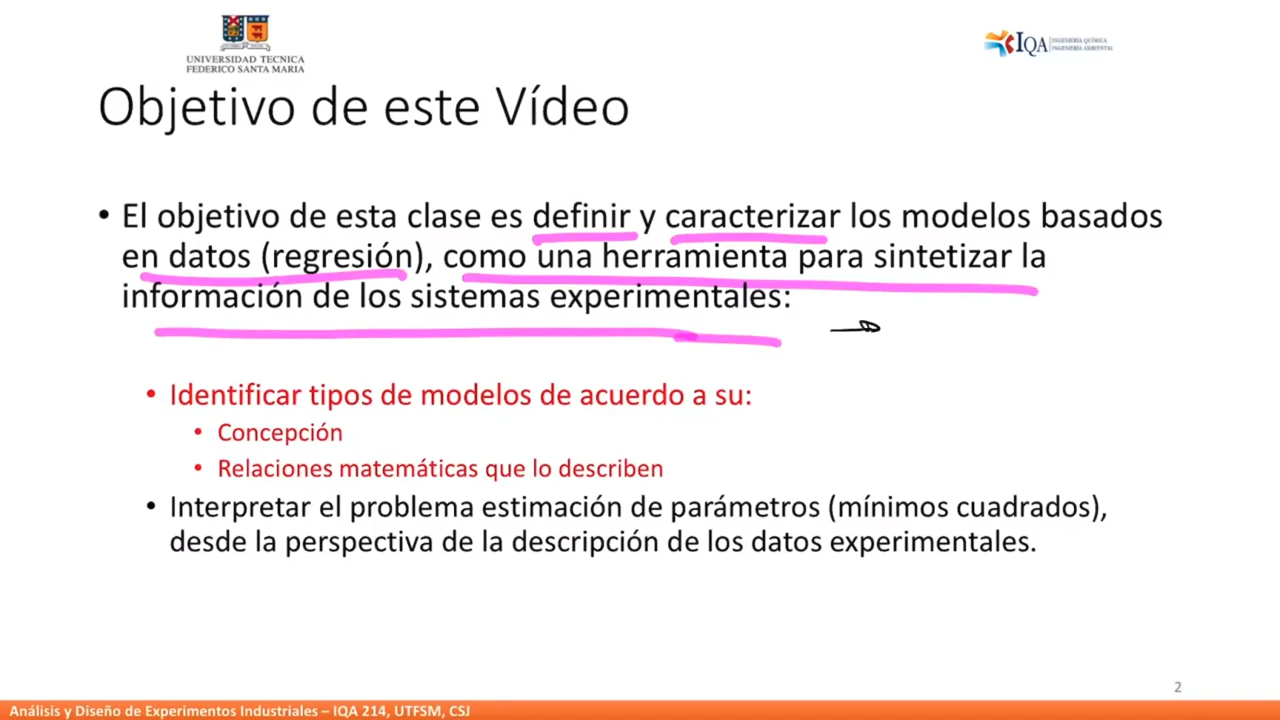 UNIVERSIDAD TECNICA
FEDERICO SANTA MARIA
IQA
INGENIERÍA QUÍMICA
INGENIERÍA AMBIENTAL
Objetivo de este Vídeo
• El objetivo de esta clase es definir y caracterizar los modelos basados
en datos (regresión), como una herramienta para sintetizar la
información de los sistemas experimentales:
• Identificar tipos de modelos de acuerdo a su:
• Concepción
• Relaciones matemáticas que lo describen
• Interpretar el problema estimación de parámetros (mínimos cuadrados),
desde la perspectiva de la descripción de los datos experimentales.
2
Análisis y Diseño de Experimentos Industriales – IQA 214, UTFSM, CSJ